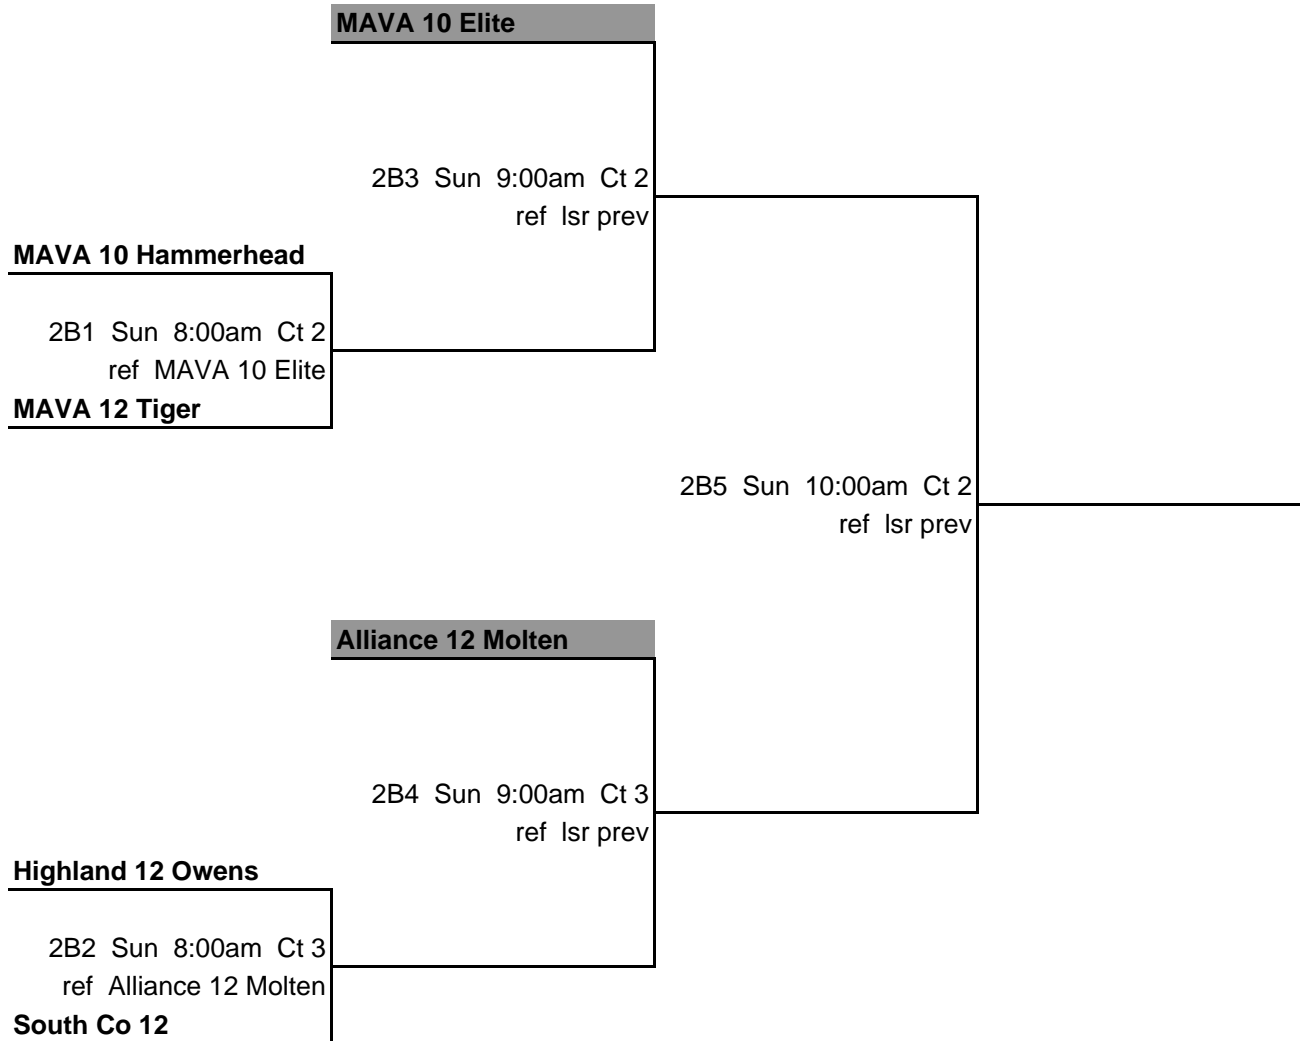 MAVA 10 Elite
2B3 Sun 9:00am Ct 2
ref lsr prev
MAVA 10 Hammerhead
2B1 Sun 8:00am Ct 2
ref MAVA 10 Elite
MAVA 12 Tiger
2B5 Sun 10:00am Ct 2
ref lsr prev
Alliance 12 Molten
2B4 Sun 9:00am Ct 3
ref lsr prev
Highland 12 Owens
2B2 Sun 8:00am Ct 3
ref Alliance 12 Molten
South Co 12